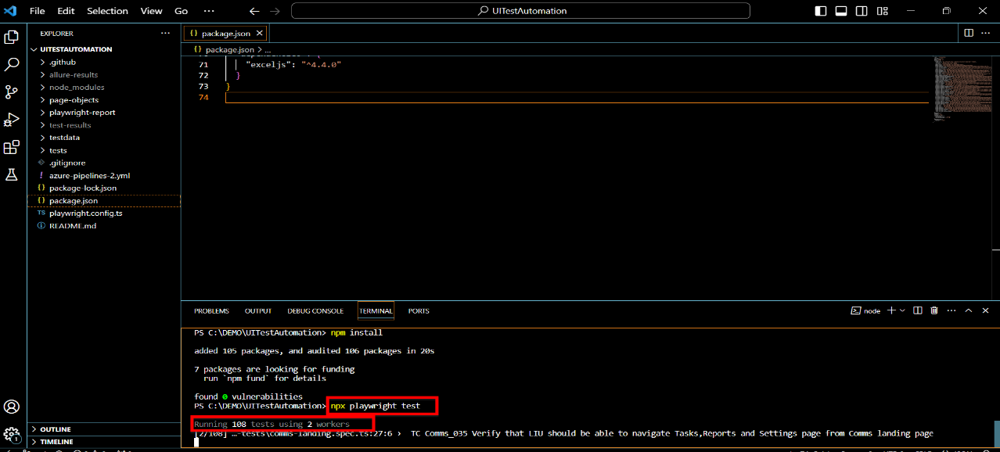 File Edit Selection View Go ··· UITestAutomation
EXPLORER ···
UITESTAUTOMATION
.github
allure-results
node_modules
page-objects
playwright-report
test-results
testdata
tests
.gitignore
! azure-pipelines-2.yml
{} package-lock.json
{} package.json
TS playwright.config.ts
README.md
OUTLINE
TIMELINE
{} package.json
{} package.json > ...
71 "exceljs": "^4.4.0"
72 }
73 }
74
PROBLEMS OUTPUT DEBUG CONSOLE TERMINAL PORTS node
PS C:\DEMO\UITestAutomation> npm install
added 105 packages, and audited 106 packages in 20s
7 packages are looking for funding
run `npm fund` for details
found 0 vulnerabilities
PS C:\DEMO\UITestAutomation> npx playwright test
Running 108 tests using 2 workers
[2/108] …-tests\comms-landing.spec.ts:27:6 › TC Comms_035 Verify that LIU should be able to navigate Tasks,Reports and Settings page from Comms landing page